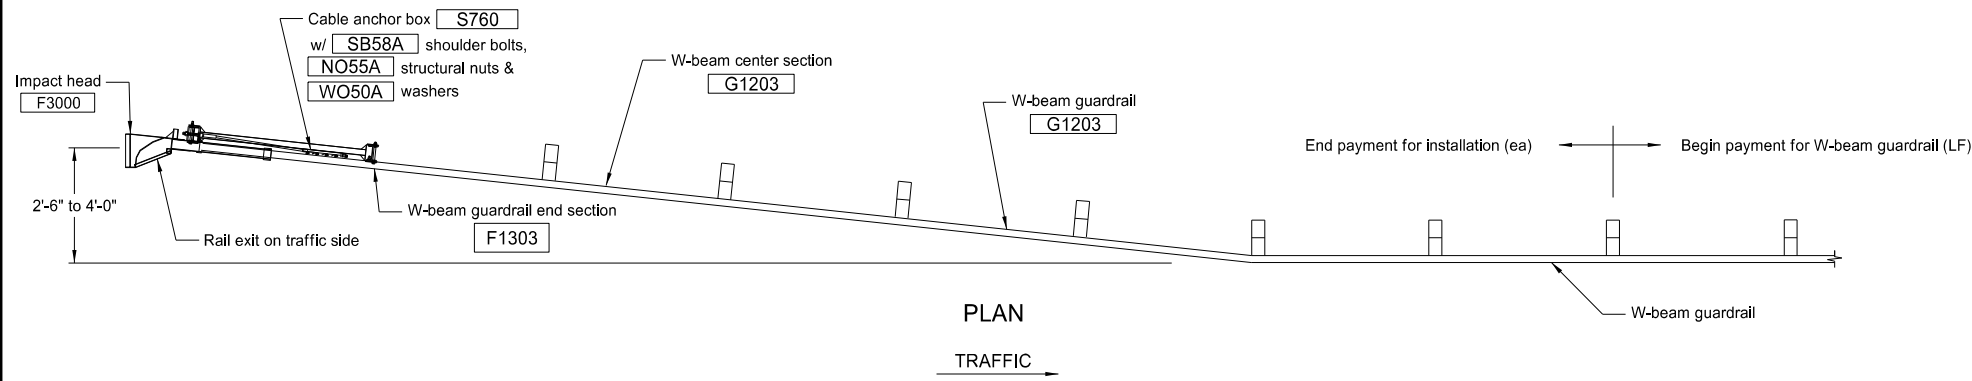 Cable anchor box S760
w/ SB58A shoulder bolts,
NO55A structural nuts &
WO50A washers
Impact head
F3000
W-beam center section
G1203
W-beam guardrail
G1203
End payment for installation (ea)
Begin payment for W-beam guardrail (LF)
2'-6" to 4'-0"
Rail exit on traffic side
W-beam guardrail end section
F1303
W-beam guardrail
PLAN
TRAFFIC